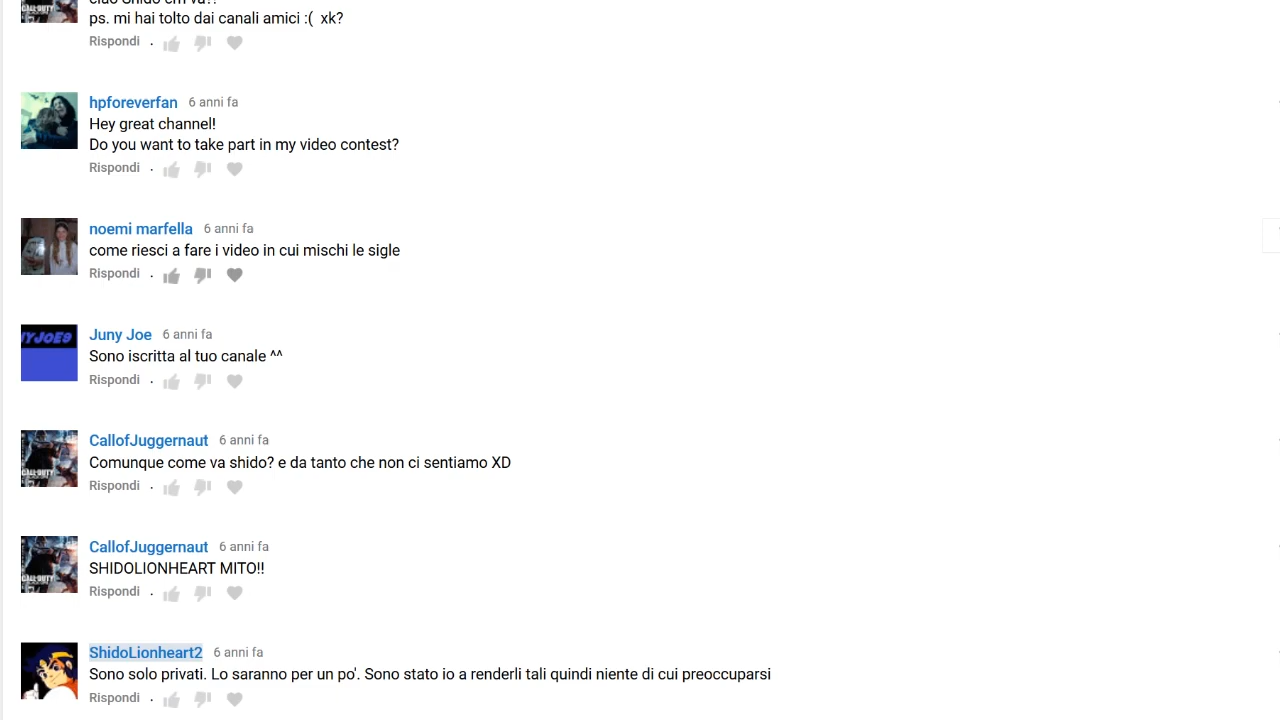 ps. mi hai tolto dai canali amici :(  xk?
Rispondi .
hpforeverfan 6 anni fa
Hey great channel!
Do you want to take part in my video contest?
Rispondi .
noemi marfella 6 anni fa
come riesci a fare i video in cui mischi le sigle
Rispondi .
Juny Joe 6 anni fa
Sono iscritta al tuo canale ^^
Rispondi .
CallofJuggernaut 6 anni fa
Comunque come va shido? e da tanto che non ci sentiamo XD
Rispondi .
CallofJuggernaut 6 anni fa
SHIDOLIONHEART MITO!!
Rispondi .
ShidoLionheart2 6 anni fa
Sono solo privati. Lo saranno per un po'. Sono stato io a renderli tali quindi niente di cui preoccuparsi
Rispondi .